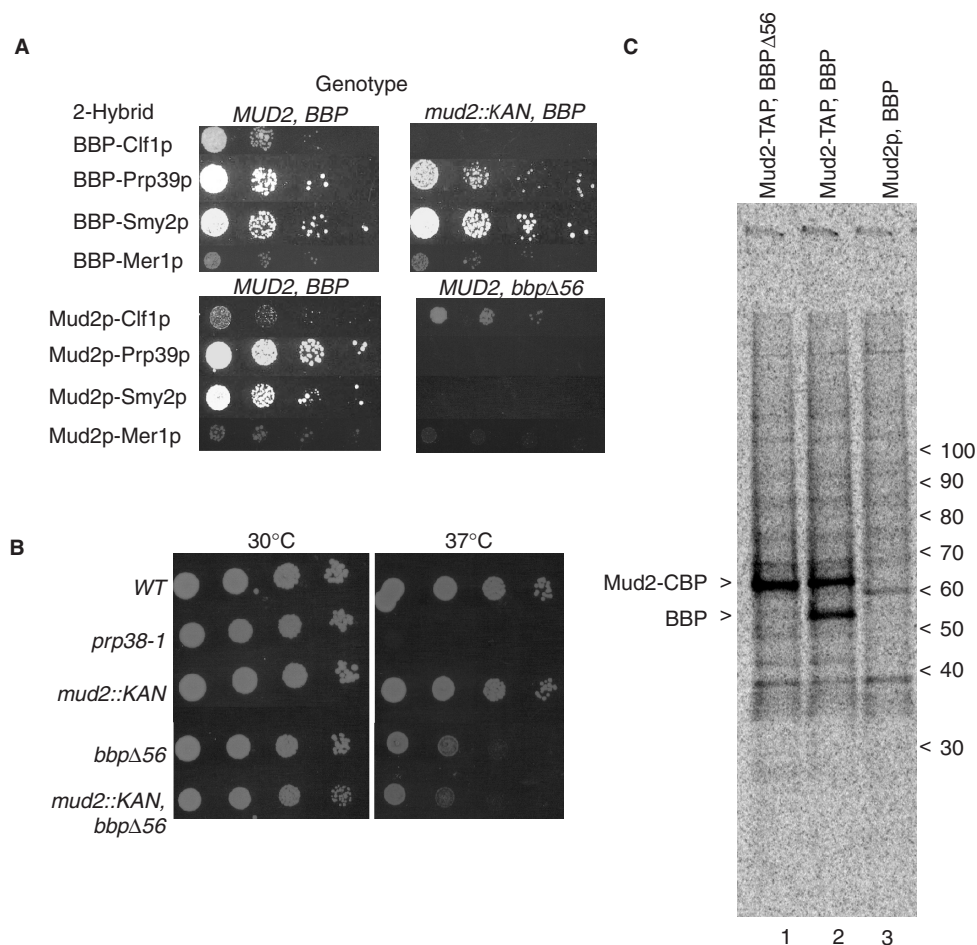 A
Genotype
2-Hybrid
MUD2, BBP
mud2::KAN, BBP
BBP-Clf1p
BBP-Prp39p
BBP-Smy2p
BBP-Mer1p
MUD2, BBP
MUD2, bbpΔ56
Mud2p-Clf1p
Mud2p-Prp39p
Mud2p-Smy2p
Mud2p-Mer1p
B
30°C
37°C
WT
prp38-1
mud2::KAN
bbpΔ56
mud2::KAN,
bbpΔ56
C
Mud2-TAP, BBPΔ56
Mud2-TAP, BBP
Mud2p, BBP
< 100
< 90
< 80
< 70
Mud2-CBP >
< 60
BBP >
< 50
< 40
< 30
1 2 3